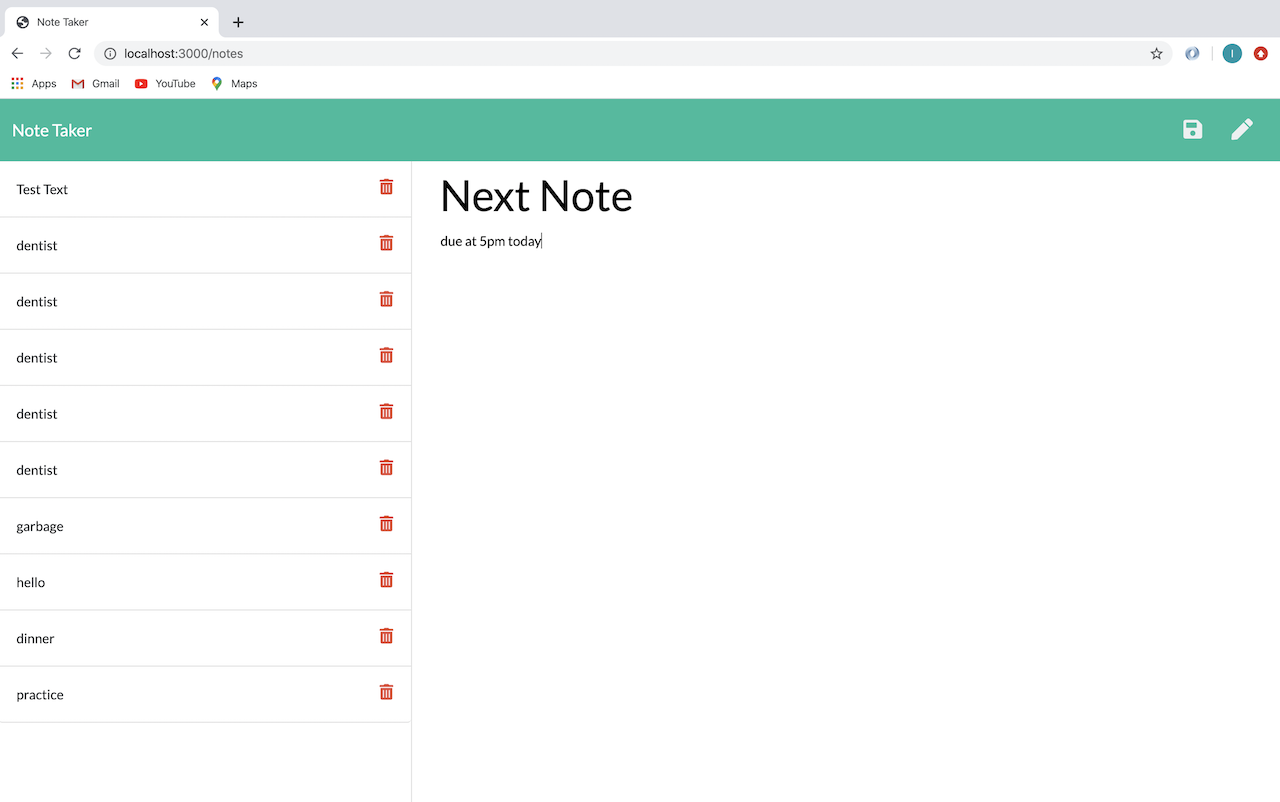 Note Taker
localhost:3000/notes
I
Apps Gmail YouTube Maps
Note Taker
Test Text
dentist
dentist
dentist
dentist
dentist
garbage
hello
dinner
practice
Next Note
due at 5pm today